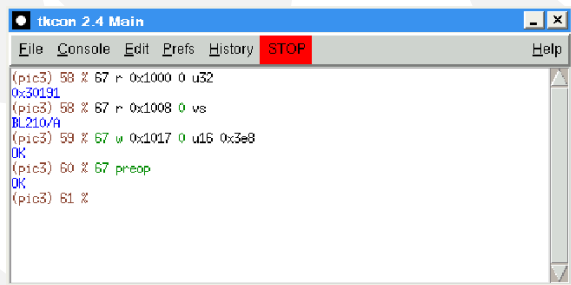 tkcon 2.4 Main
File Console Edit Prefs History STOP Help
(pic3) 58 % 67 r 0x1000 0 u32
0x30191
(pic3) 58 % 67 r 0x1008 0 vs
BL210/A
(pic3) 59 % 67 w 0x1017 0 u16 0x3e8
OK
(pic3) 60 % 67 preop
OK
(pic3) 61 %